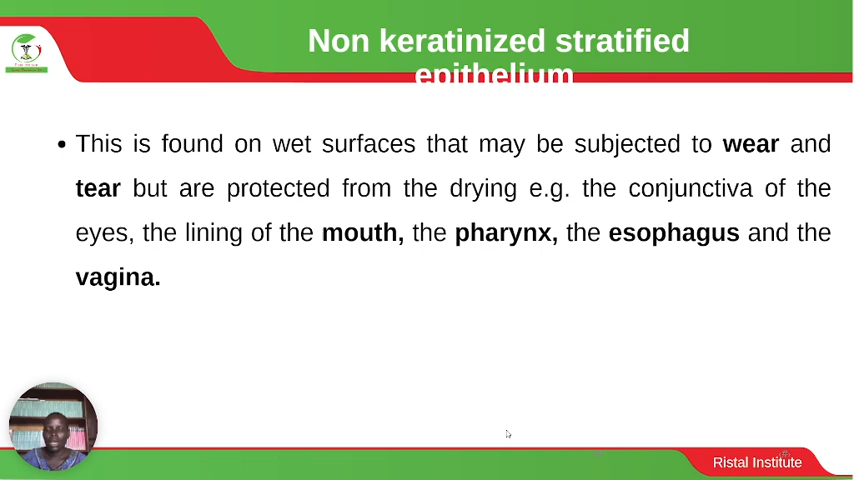 Non keratinized stratified
epithelium
• This is found on wet surfaces that may be subjected to wear and
tear but are protected from the drying e.g. the conjunctiva of the
eyes, the lining of the mouth, the pharynx, the esophagus and the
vagina.
Ristal Institute